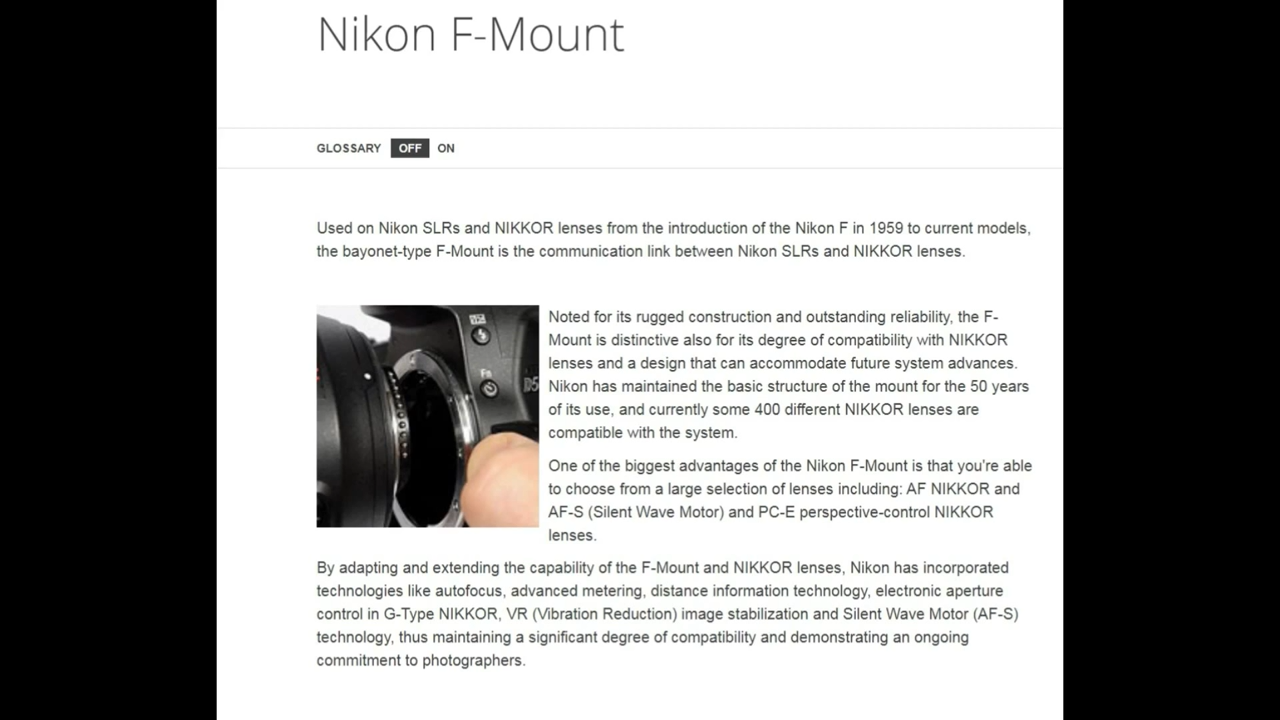 Nikon F-Mount
GLOSSARY OFF ON
Used on Nikon SLRs and NIKKOR lenses from the introduction of the Nikon F in 1959 to current models,
the bayonet-type F-Mount is the communication link between Nikon SLRs and NIKKOR lenses.
Noted for its rugged construction and outstanding reliability, the F-
Mount is distinctive also for its degree of compatibility with NIKKOR
lenses and a design that can accommodate future system advances.
Nikon has maintained the basic structure of the mount for the 50 years
of its use, and currently some 400 different NIKKOR lenses are
compatible with the system.
One of the biggest advantages of the Nikon F-Mount is that you're able
to choose from a large selection of lenses including: AF NIKKOR and
AF-S (Silent Wave Motor) and PC-E perspective-control NIKKOR
lenses.
Fn
D5
By adapting and extending the capability of the F-Mount and NIKKOR lenses, Nikon has incorporated
technologies like autofocus, advanced metering, distance information technology, electronic aperture
control in G-Type NIKKOR, VR (Vibration Reduction) image stabilization and Silent Wave Motor (AF-S)
technology, thus maintaining a significant degree of compatibility and demonstrating an ongoing
commitment to photographers.